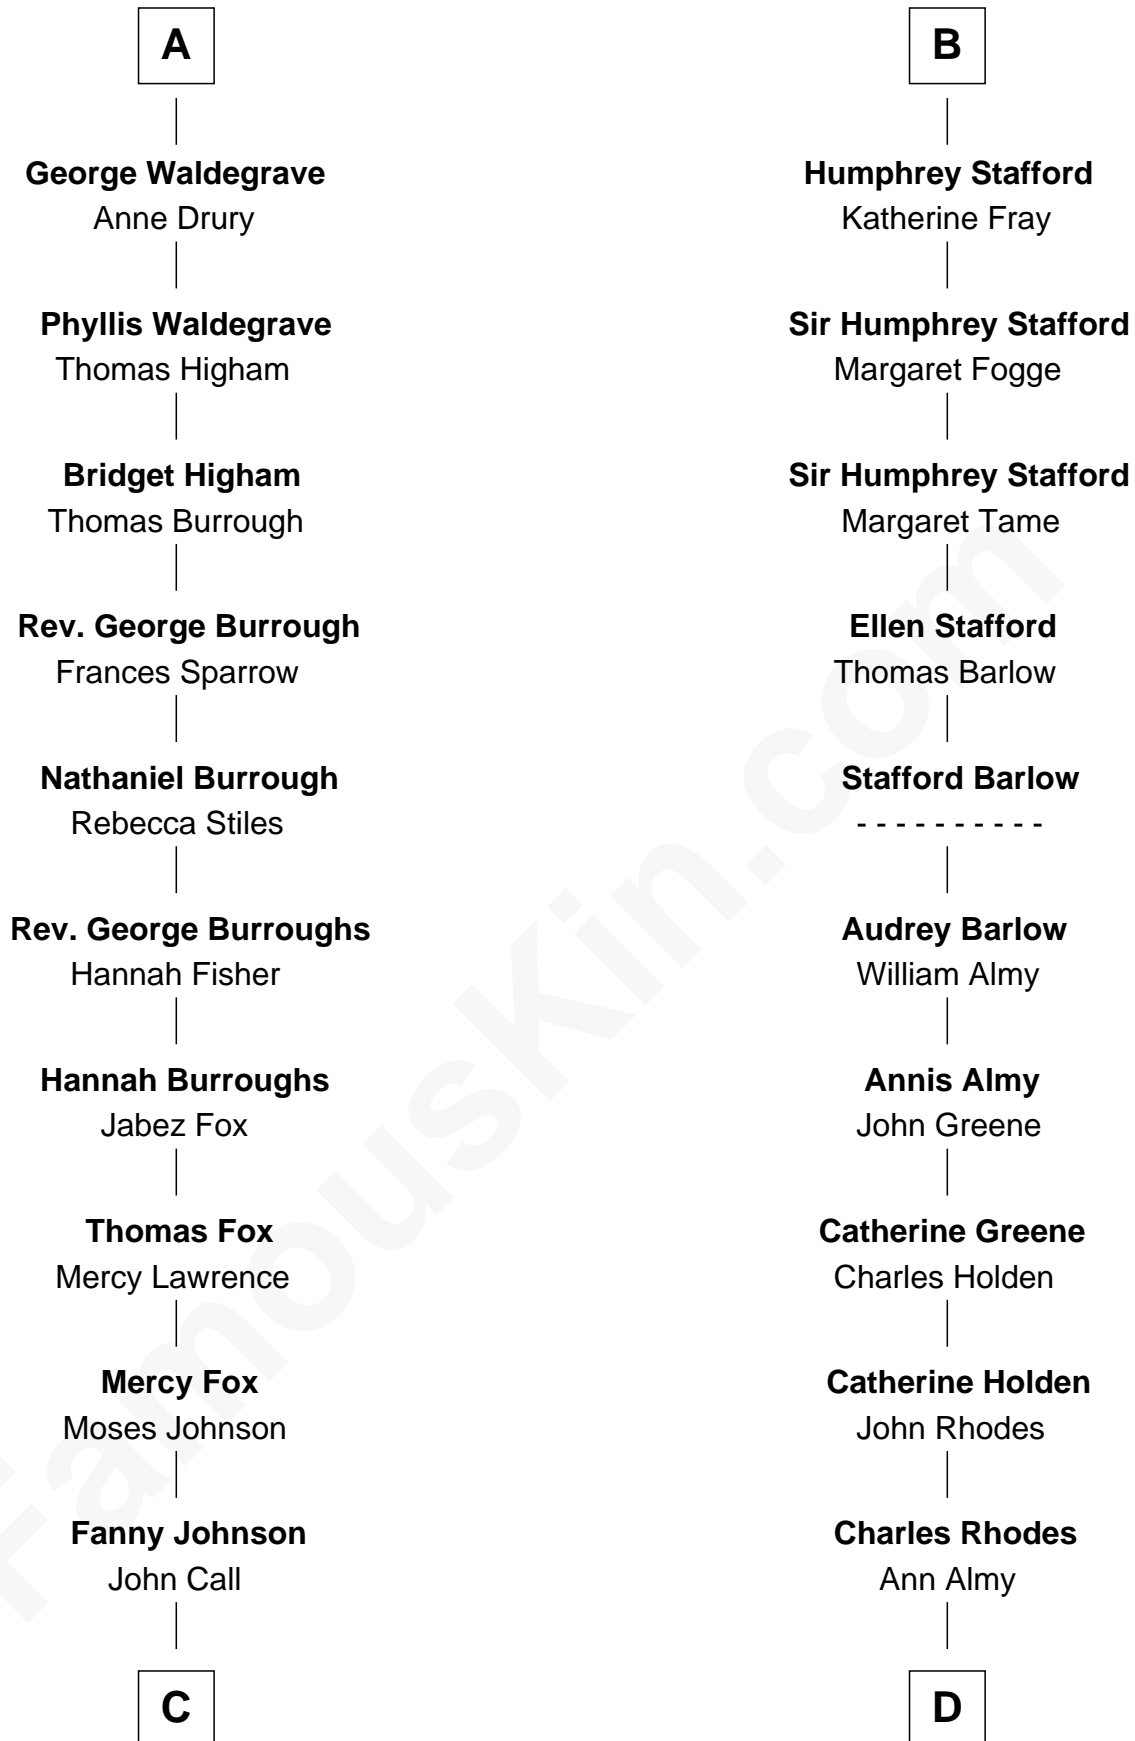 A
George Waldegrave
Anne Drury
Phyllis Waldegrave
Thomas Higham
Bridget Higham
Thomas Burrough
Rev. George Burrough
Frances Sparrow
Nathaniel Burrough
Rebecca Stiles
Rev. George Burroughs
Hannah Fisher
Hannah Burroughs
Jabez Fox
Thomas Fox
Mercy Lawrence
Mercy Fox
Moses Johnson
Fanny Johnson
John Call
C
B
Humphrey Stafford
Katherine Fray
Sir Humphrey Stafford
Margaret Fogge
Sir Humphrey Stafford
Margaret Tame
Ellen Stafford
Thomas Barlow
Stafford Barlow
- - - - - - - - - -
Audrey Barlow
William Almy
Annis Almy
John Greene
Catherine Greene
Charles Holden
Catherine Holden
John Rhodes
Charles Rhodes
Ann Almy
D
FamousKin.com